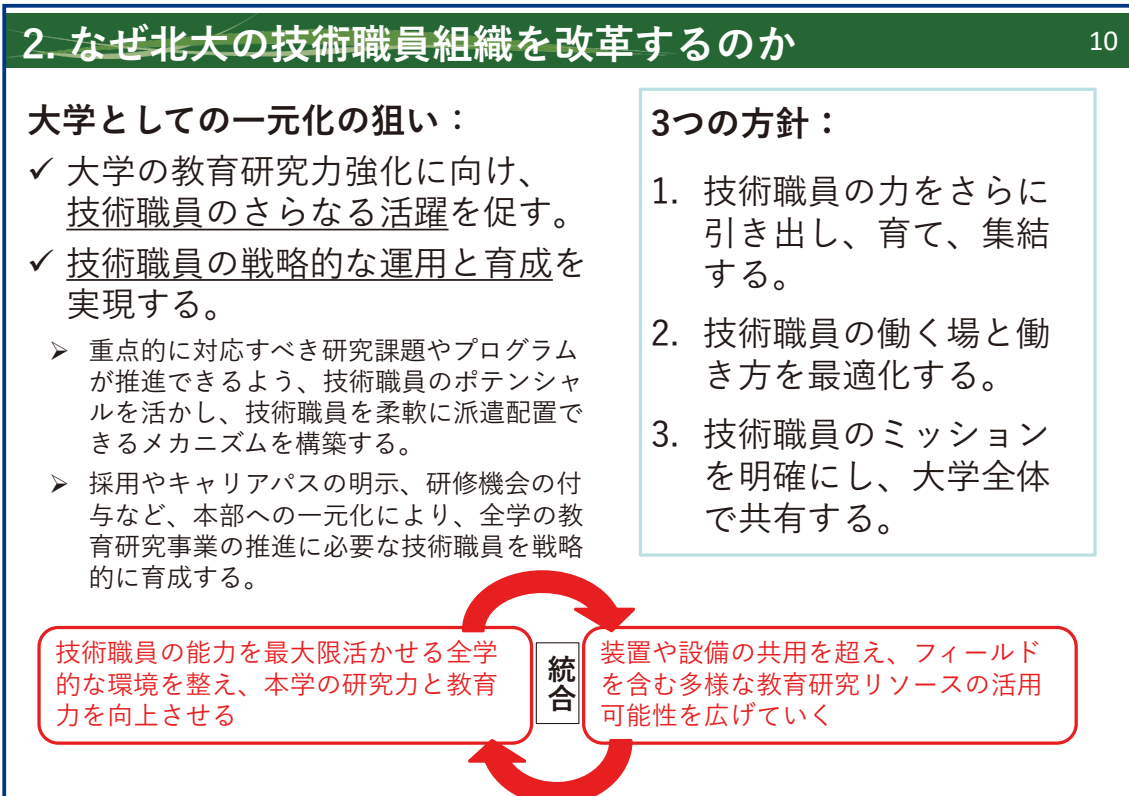 2. なぜ北大の技術職員組織を改革するのか
10
大学としての一元化の狙い：
✓ 大学の教育研究力強化に向け、
技術職員のさらなる活躍を促す。
✓ 技術職員の戦略的な運用と育成を
実現する。
➢ 重点的に対応すべき研究課題やプログラム
が推進できるよう、技術職員のポテンシャ
ルを活かし、技術職員を柔軟に派遣配置で
きるメカニズムを構築する。
➢ 採用やキャリアパスの明示、研修機会の付
与など、本部への一元化により、全学の教
育研究事業の推進に必要な技術職員を戦略
的に育成する。
3つの方針：
1. 技術職員の力をさらに
引き出し、育て、集結
する。
2. 技術職員の働く場と働
き方を最適化する。
3. 技術職員のミッション
を明確にし、大学全体
で共有する。
技術職員の能力を最大限活かせる全学
的な環境を整え、本学の研究力と教育
力を向上させる
統合
装置や設備の共用を超え、フィールド
を含む多様な教育研究リソースの活用
可能性を広げていく